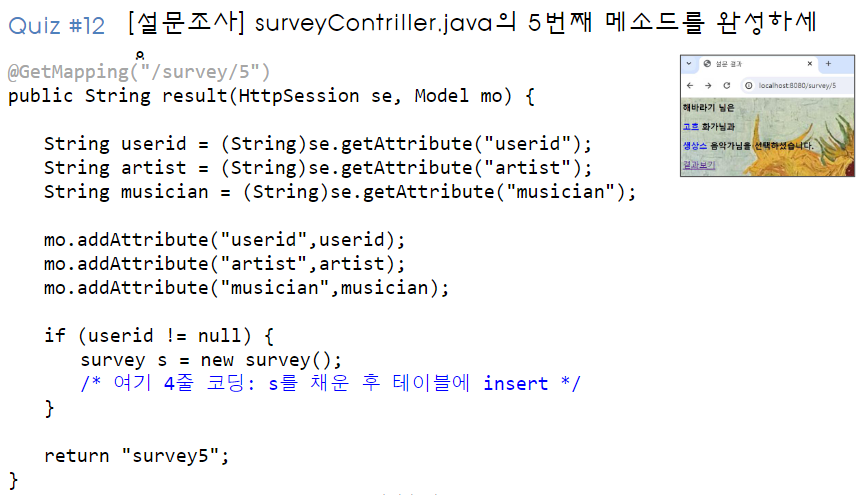 Quiz #12 [설문조사] surveyContriller.java의 5번째 메소드를 완성하세
@GetMapping("/survey/5")
public String result(HttpSession se, Model mo) {
String userid = (String)se.getAttribute("userid");
String artist = (String)se.getAttribute("artist");
String musician = (String)se.getAttribute("musician");
mo.addAttribute("userid",userid);
mo.addAttribute("artist",artist);
mo.addAttribute("musician",musician);
if (userid != null) {
survey s = new survey();
/* 여기 4줄 코딩: s를 채운 후 테이블에 insert */
}
return "survey5";
}
설문 결과
localhost:8080/survey/5
해바라기 님은
고흐 화가님과
생상스 음악가님을 선택하셨습니다.
결과보기